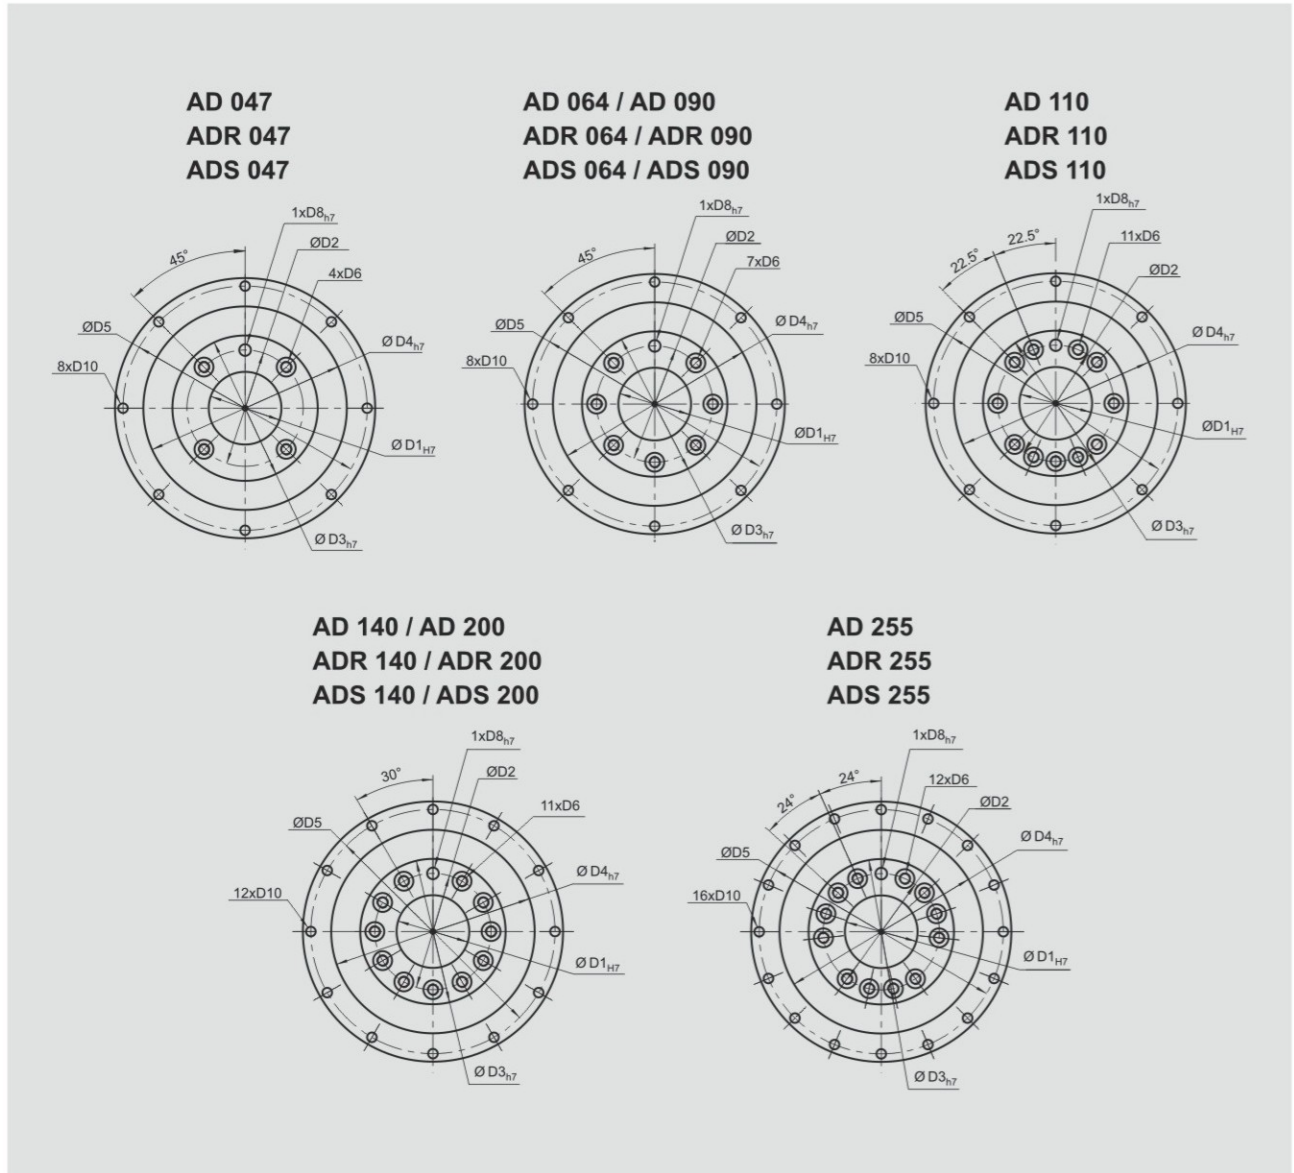 AD 047
ADR 047
ADS 047
1xD8h7
ØD2
4xD6
45°
ØD5
Ø D4h7
8xD10
Ø D1H7
Ø D3h7
AD 064 / AD 090
ADR 064 / ADR 090
ADS 064 / ADS 090
1xD8h7
ØD2
7xD6
45°
ØD5
Ø D4h7
8xD10
ØD1H7
Ø D3h7
AD 110
ADR 110
ADS 110
1xD8h7
11xD6
ØD2
22.5°
22.5°
ØD5
Ø D4h7
8xD10
Ø D1H7
Ø D3h7
AD 140 / AD 200
ADR 140 / ADR 200
ADS 140 / ADS 200
1xD8h7
ØD2
11xD6
30°
ØD5
Ø D4h7
12xD10
Ø D1H7
Ø D3h7
AD 255
ADR 255
ADS 255
1xD8h7
12xD6
ØD2
24°
24°
ØD5
Ø D4h7
16xD10
Ø D1H7
Ø D3h7